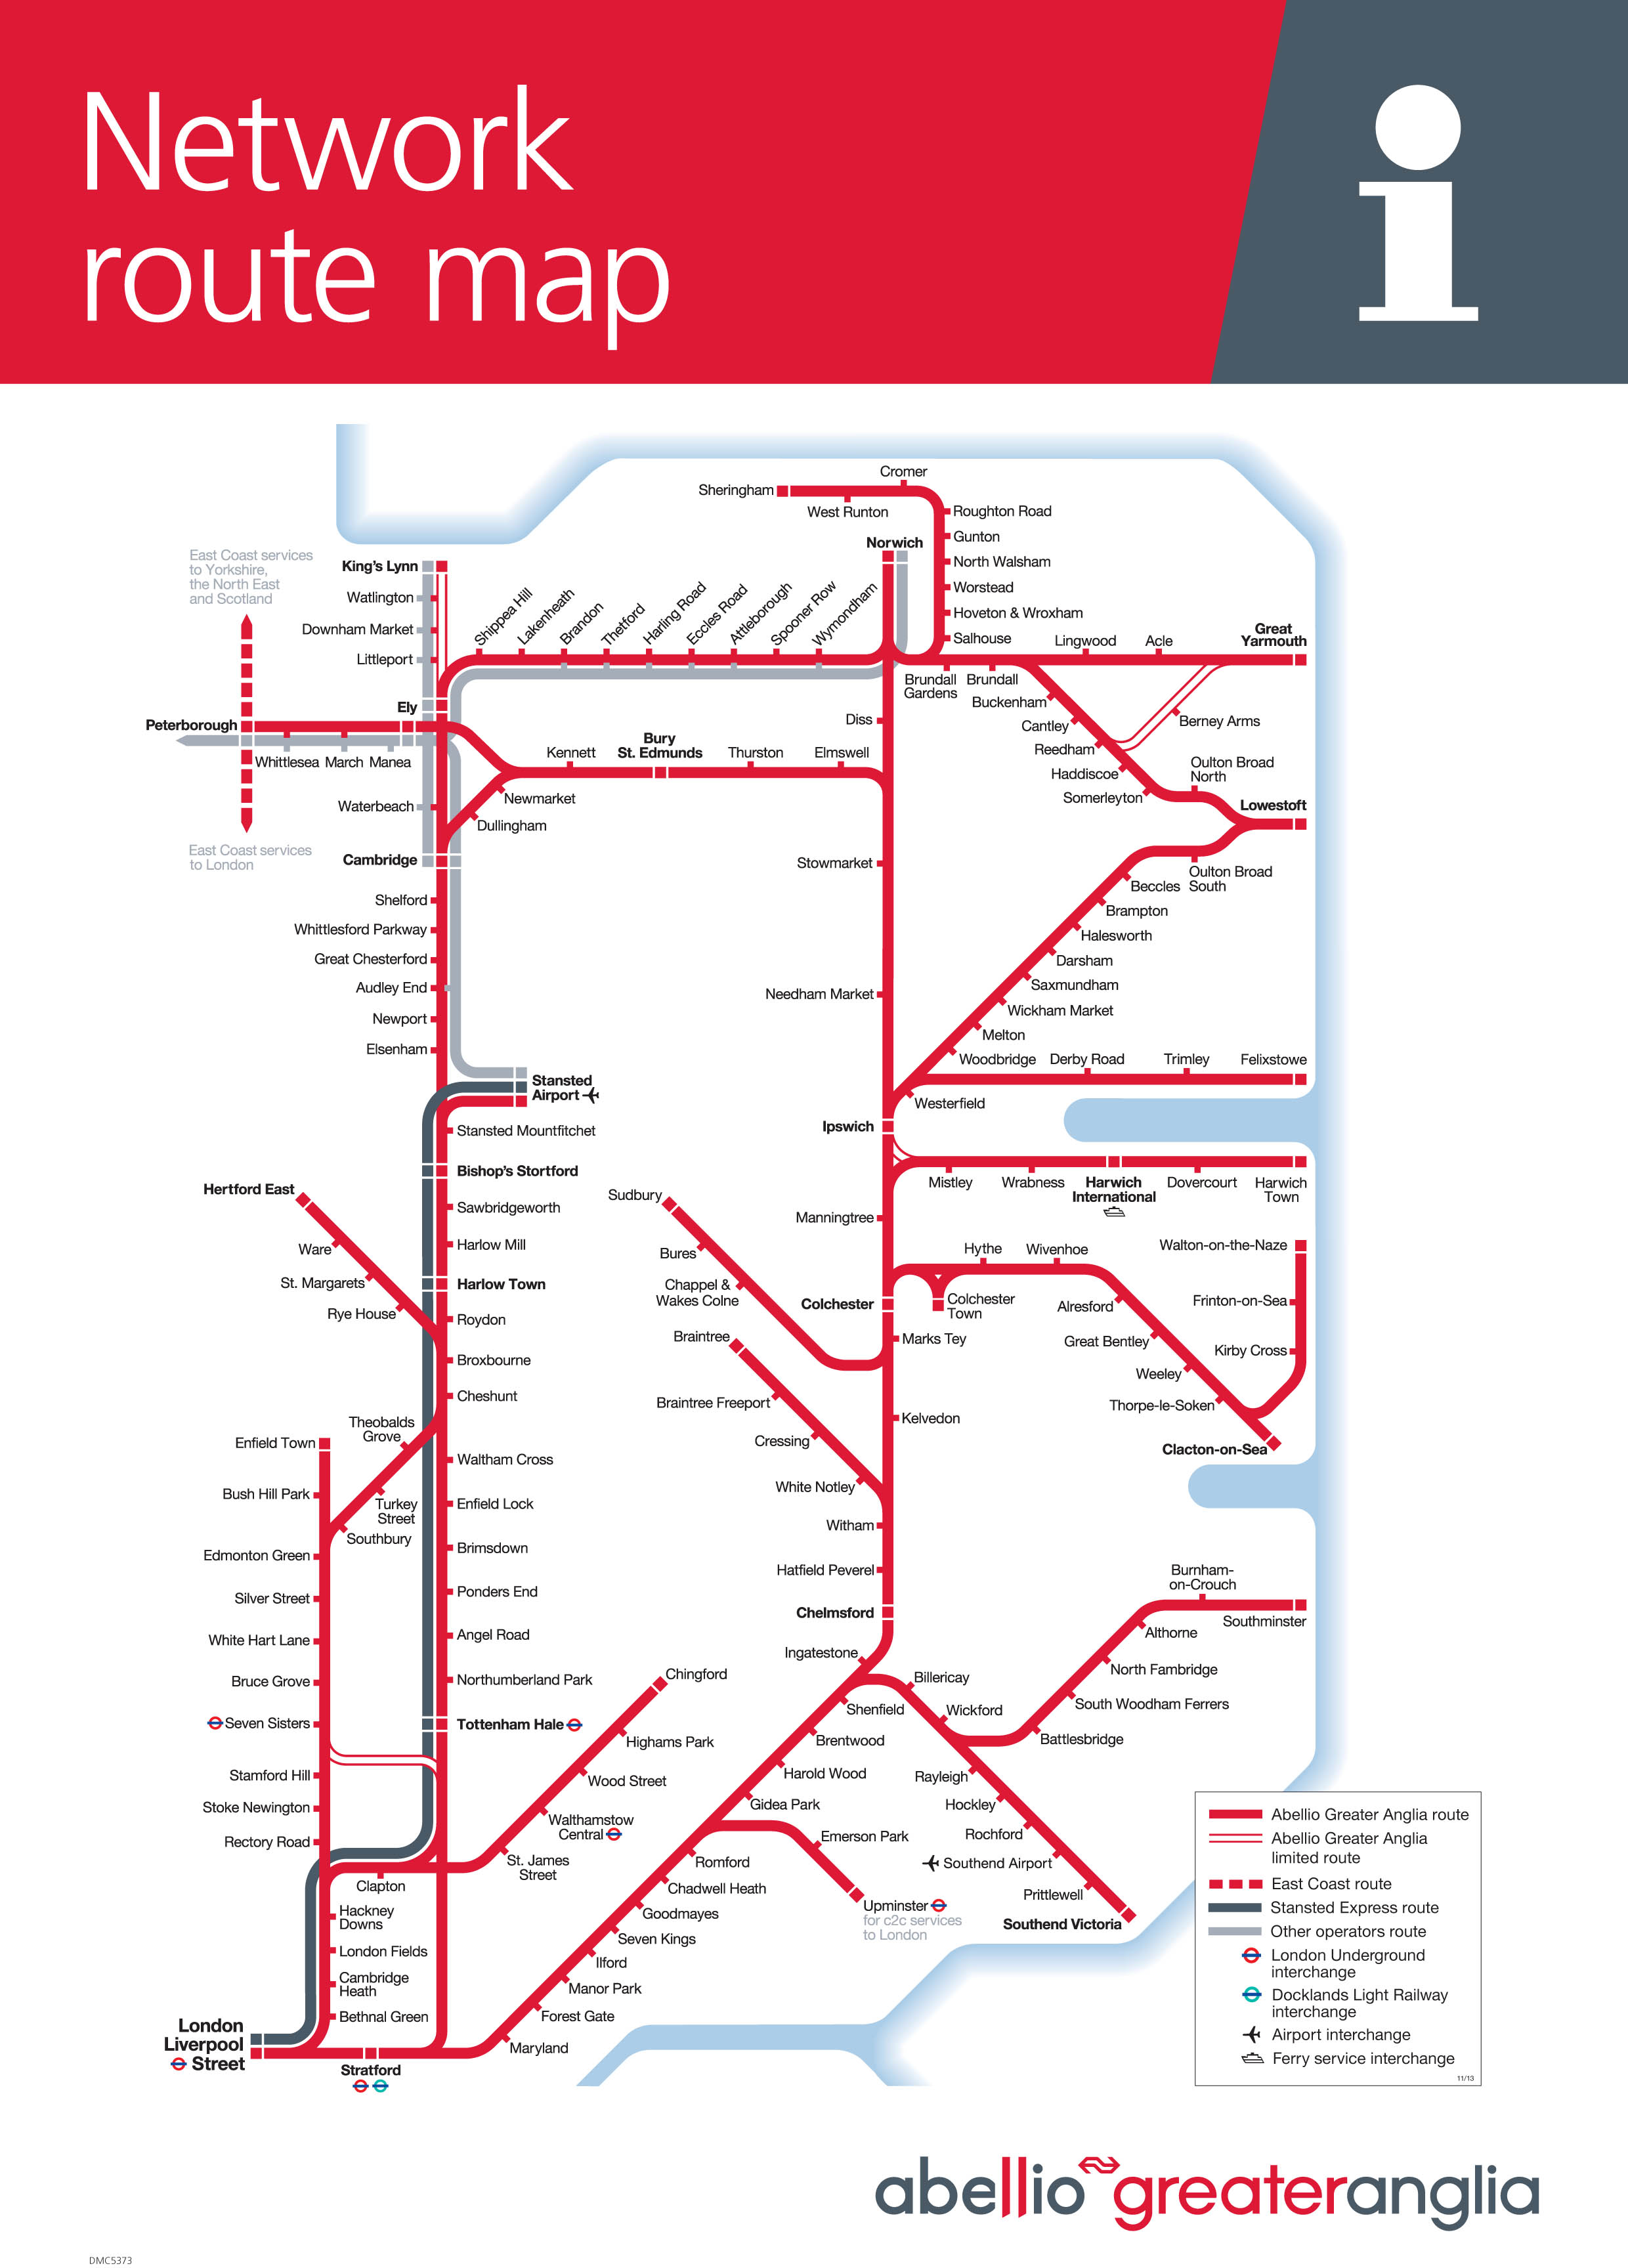 Network
route map
Cromer
Sheringham
West Runton
Roughton Road
Gunton
North Walsham
Worstead
Hoveton & Wroxham
Salhouse
Norwich
East Coast services
to Yorkshire,
the North East
and Scotland
King's Lynn
Watlington
Downham Market
Littleport
Ely
Shippea Hill
Lakenheath
Brandon
Thetford
Harling Road
Eccles Road
Attleborough
Spooner Row
Wymondham
Lingwood
Acle
Great
Yarmouth
Brundall
Gardens
Brundall
Buckenham
Cantley
Reedham
Berney Arms
Haddiscoe
Somerleyton
Oulton Broad
North
Lowestoft
Oulton Broad
South
Beccles
Brampton
Halesworth
Darsham
Saxmundham
Wickham Market
Melton
Woodbridge
Derby Road
Trimley
Felixstowe
Westerfield
Peterborough
Whittlesea
March
Manea
East Coast services
to London
Diss
Kennett
Bury
St. Edmunds
Thurston
Elmswell
Newmarket
Dullingham
Waterbeach
Cambridge
Shelford
Whittlesford Parkway
Great Chesterford
Audley End
Newport
Elsenham
Stowmarket
Needham Market
Stansted
Airport
Stansted Mountfitchet
Bishop's Stortford
Sawbridgeworth
Harlow Mill
Harlow Town
Roydon
Broxbourne
Cheshunt
Waltham Cross
Enfield Lock
Brimsdown
Ponders End
Angel Road
Northumberland Park
Tottenham Hale
Hertford East
Ware
St. Margarets
Rye House
Theobalds
Grove
Turkey
Street
Southbury
Enfield Town
Bush Hill Park
Edmonton Green
Silver Street
White Hart Lane
Bruce Grove
Seven Sisters
Stamford Hill
Stoke Newington
Rectory Road
Clapton
Hackney
Downs
London Fields
Cambridge
Heath
Bethnal Green
London
Liverpool
Street
Stratford
Chingford
Highams Park
Wood Street
Walthamstow
Central
St. James
Street
Ipswich
Mistley
Wrabness
Harwich
International
Dovercourt
Harwich
Town
Manningtree
Sudbury
Bures
Chappel &
Wakes Colne
Colchester
Hythe
Wivenhoe
Colchester
Town
Alresford
Great Bentley
Weeley
Thorpe-le-Soken
Walton-on-the-Naze
Frinton-on-Sea
Kirby Cross
Clacton-on-Sea
Marks Tey
Kelvedon
Braintree
Braintree Freeport
Cressing
White Notley
Witham
Hatfield Peverel
Chelmsford
Ingatestone
Shenfield
Billericay
Wickford
Burnham-
on-Crouch
Southminster
Althorne
North Fambridge
South Woodham Ferrers
Battlesbridge
Rayleigh
Hockley
Rochford
Southend Airport
Prittlewell
Southend Victoria
Brentwood
Harold Wood
Gidea Park
Emerson Park
Upminster
for c2c services
to London
Romford
Chadwell Heath
Goodmayes
Seven Kings
Ilford
Manor Park
Forest Gate
Maryland
Abellio Greater Anglia route
Abellio Greater Anglia
limited route
East Coast route
Stansted Express route
Other operators route
London Underground
interchange
Docklands Light Railway
interchange
Airport interchange
Ferry service interchange
11/13
abellio greateranglia
DMC5373